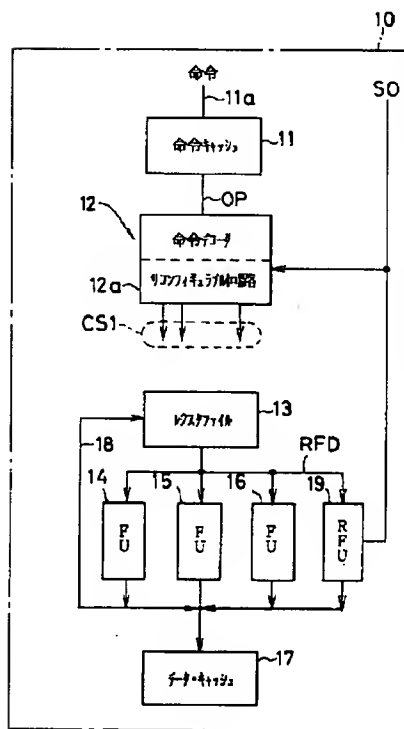 10
命令
SO
11a
命令キャッシュ
11
OP
12
命令デコーダ
リコンフィギュラブル回路
12a
CS1
レジスタファイル
13
18
RFD
14
15
16
19
FU
FU
FU
RFU
データ・キャッシュ
17